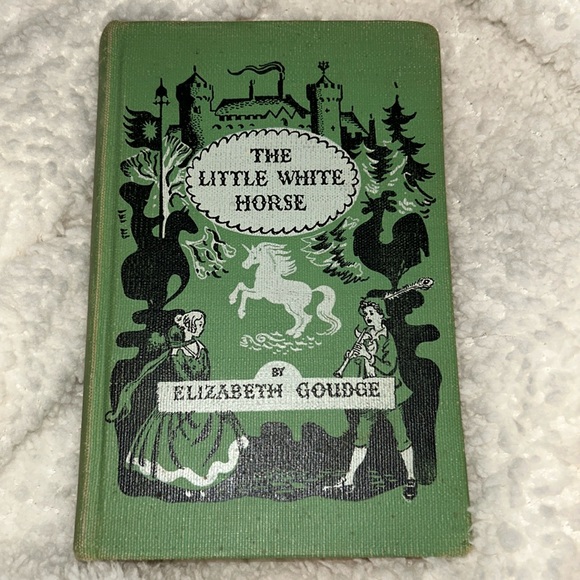 THE
LITTLE WHITE
HORSE
BY
ELIZABETH GOUDGE